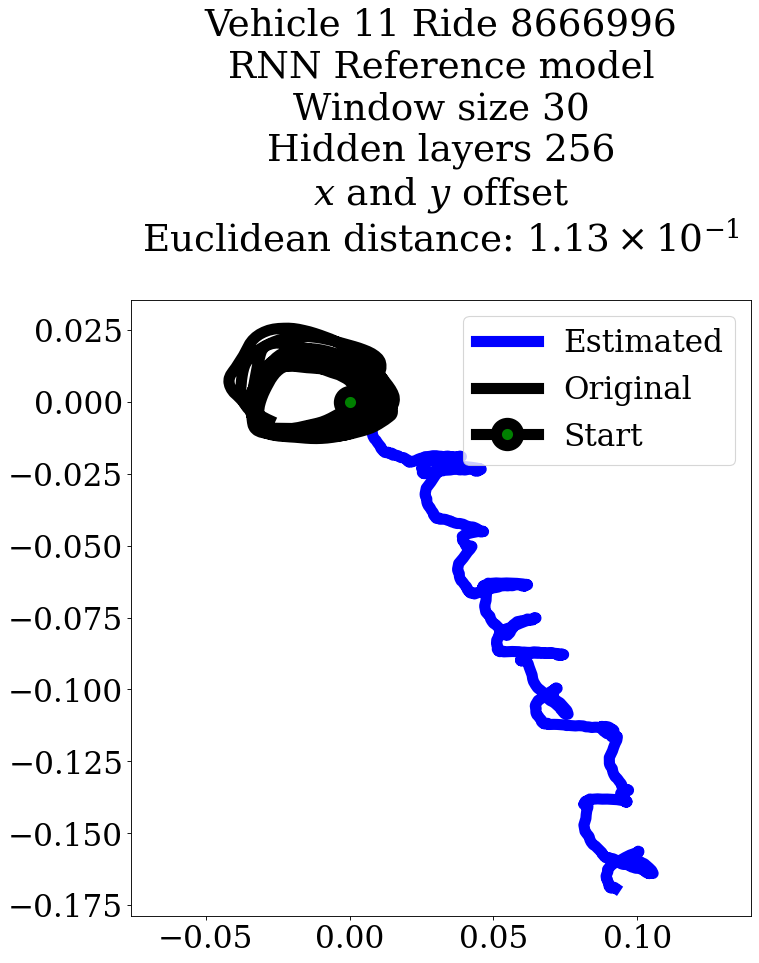 Vehicle 11 Ride 8666996
RNN Reference model
Window size 30
Hidden layers 256
x and y offset
Euclidean distance: 1.13 × 10⁻¹
Estimated
Original
Start
0.025
0.000
−0.025
−0.050
−0.075
−0.100
−0.125
−0.150
−0.175
−0.05 0.00 0.05 0.10